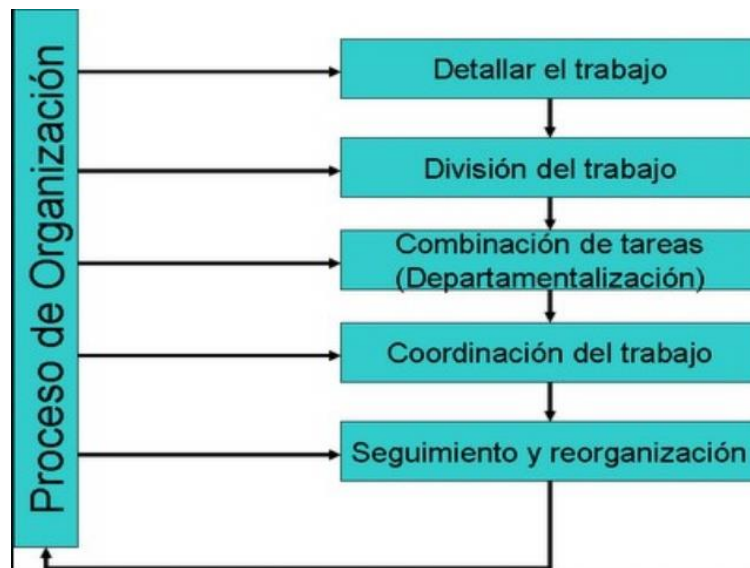 Proceso de Organización
Detallar el trabajo
División del trabajo
Combinación de tareas
(Departamentalización)
Coordinación del trabajo
Seguimiento y reorganización